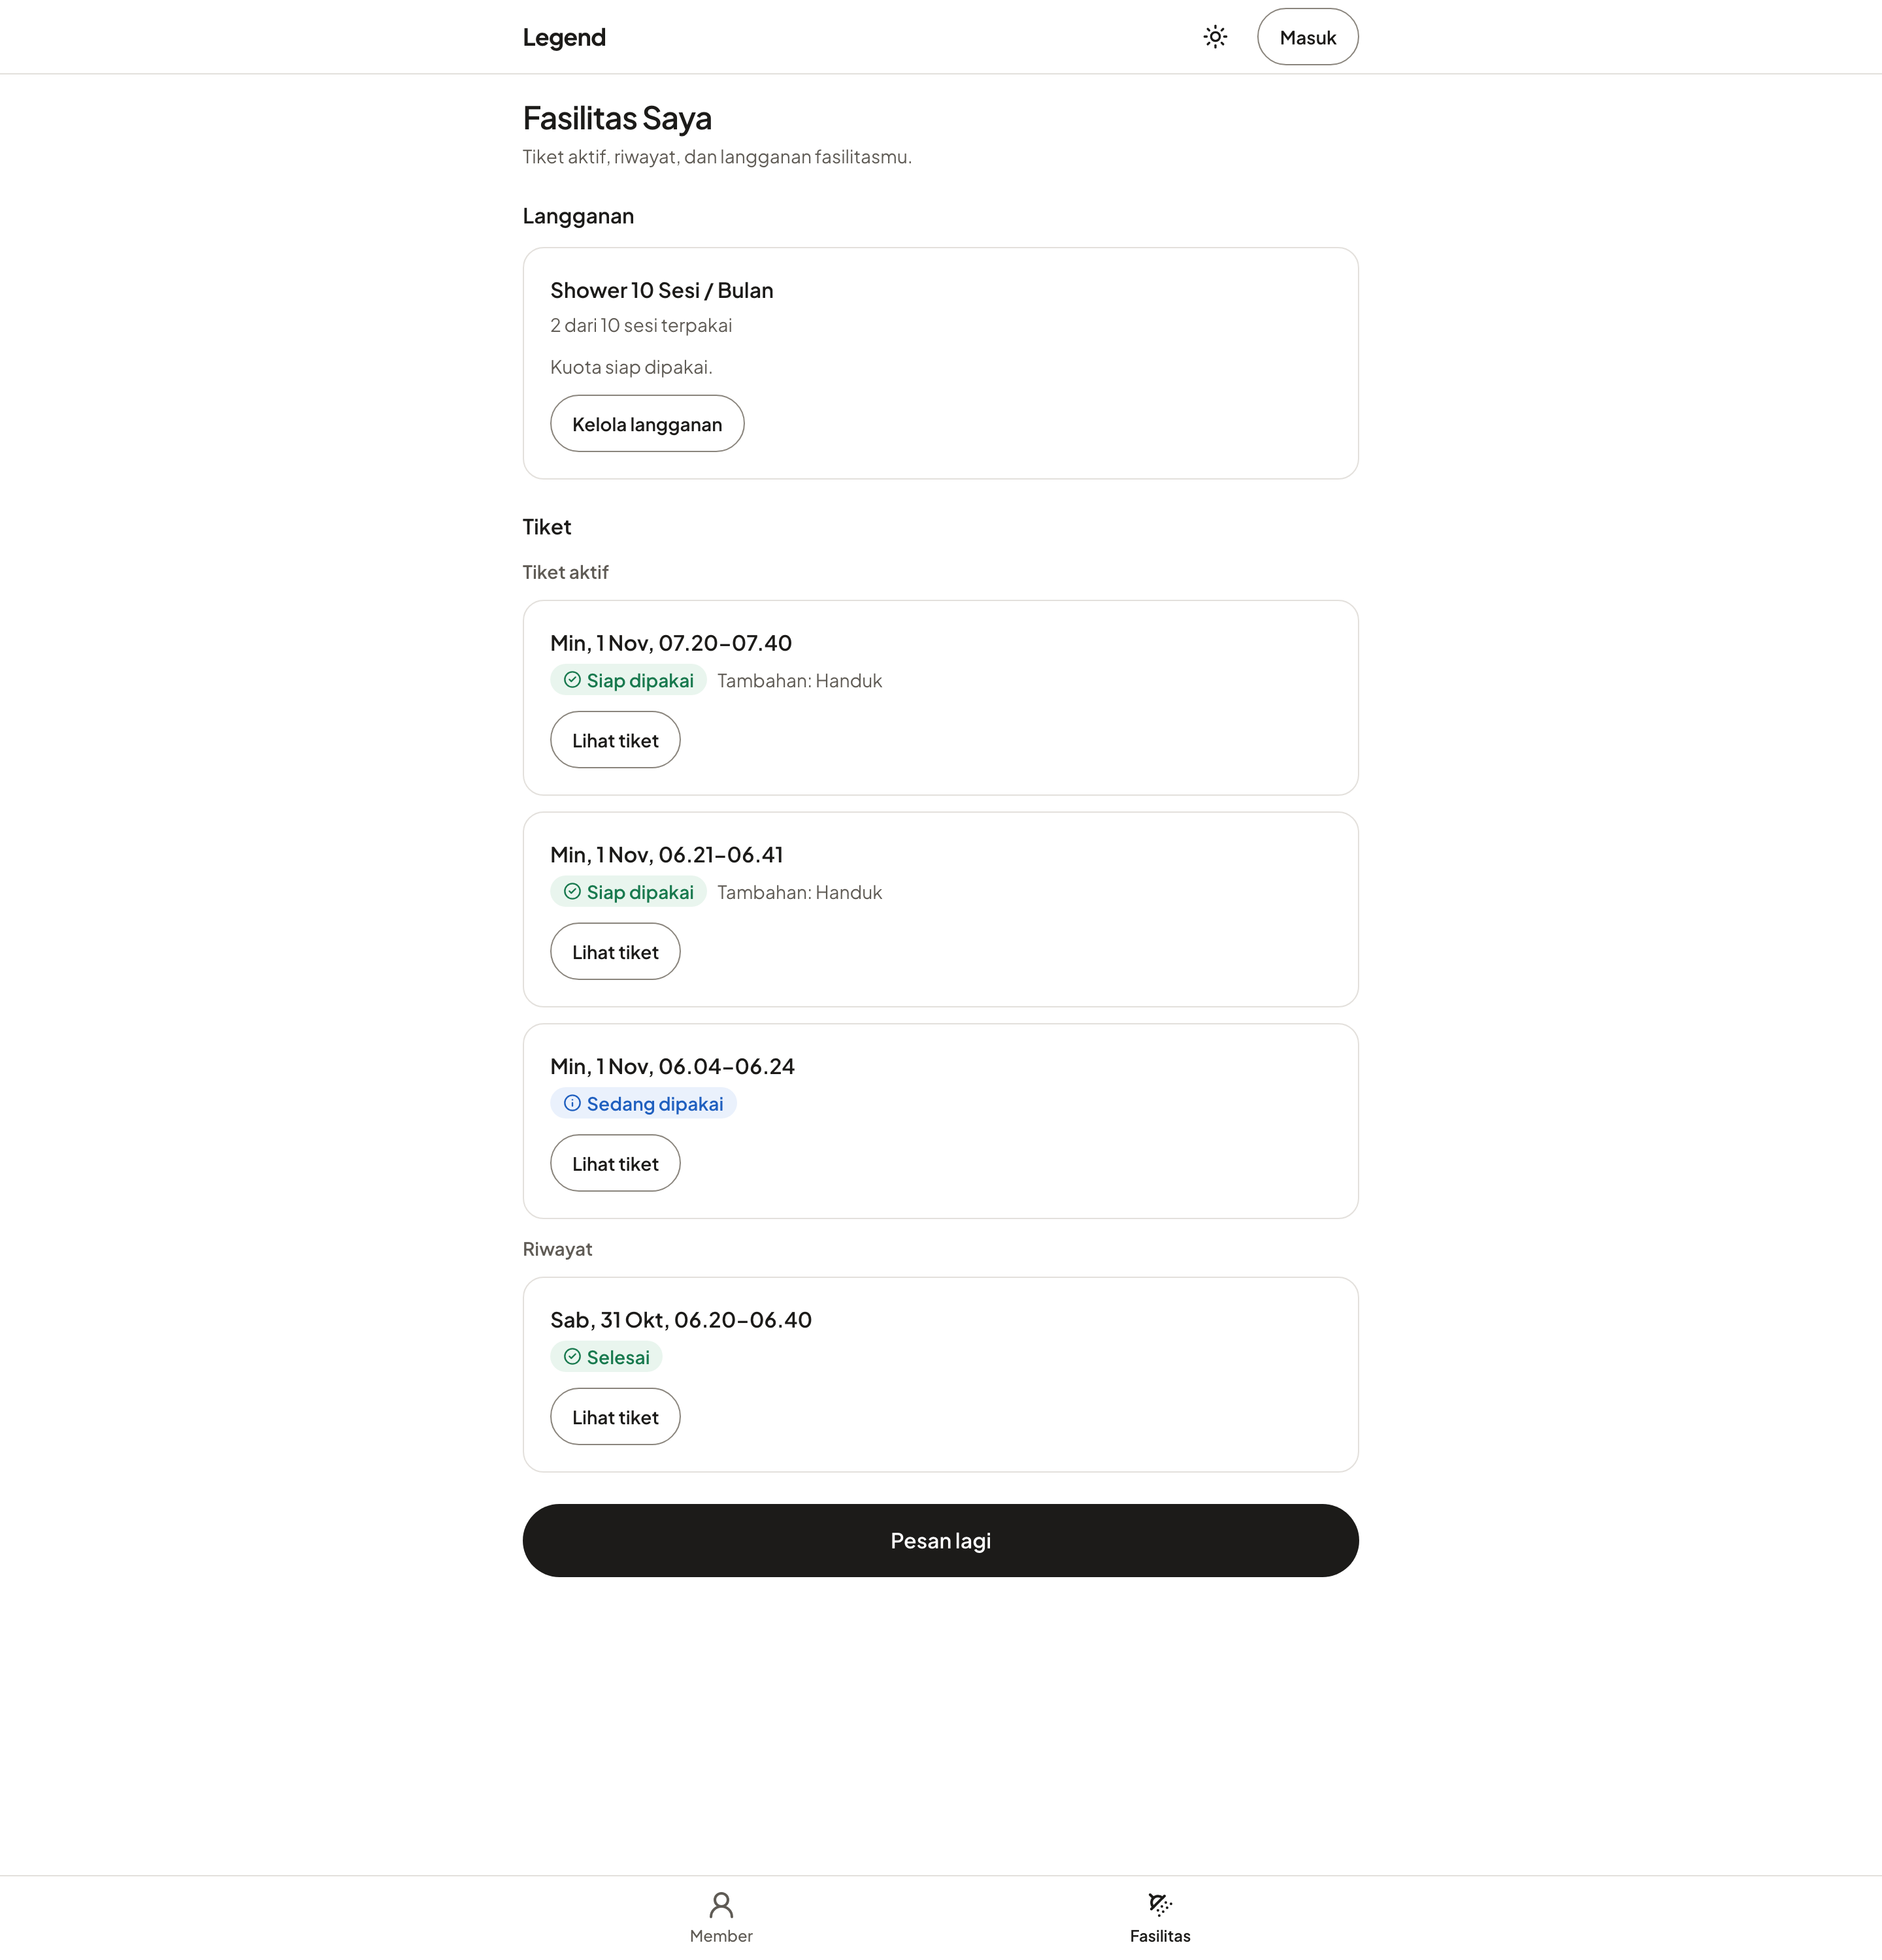 Legend
Masuk
Fasilitas Saya
Tiket aktif, riwayat, dan langganan fasilitasmu.
Langganan
Shower 10 Sesi / Bulan
2 dari 10 sesi terpakai
Kuota siap dipakai.
Kelola langganan
Tiket
Tiket aktif
Min, 1 Nov, 07.20–07.40
Siap dipakai Tambahan: Handuk
Lihat tiket
Min, 1 Nov, 06.21–06.41
Siap dipakai Tambahan: Handuk
Lihat tiket
Min, 1 Nov, 06.04–06.24
Sedang dipakai
Lihat tiket
Riwayat
Sab, 31 Okt, 06.20–06.40
Selesai
Lihat tiket
Pesan lagi
Member
Fasilitas